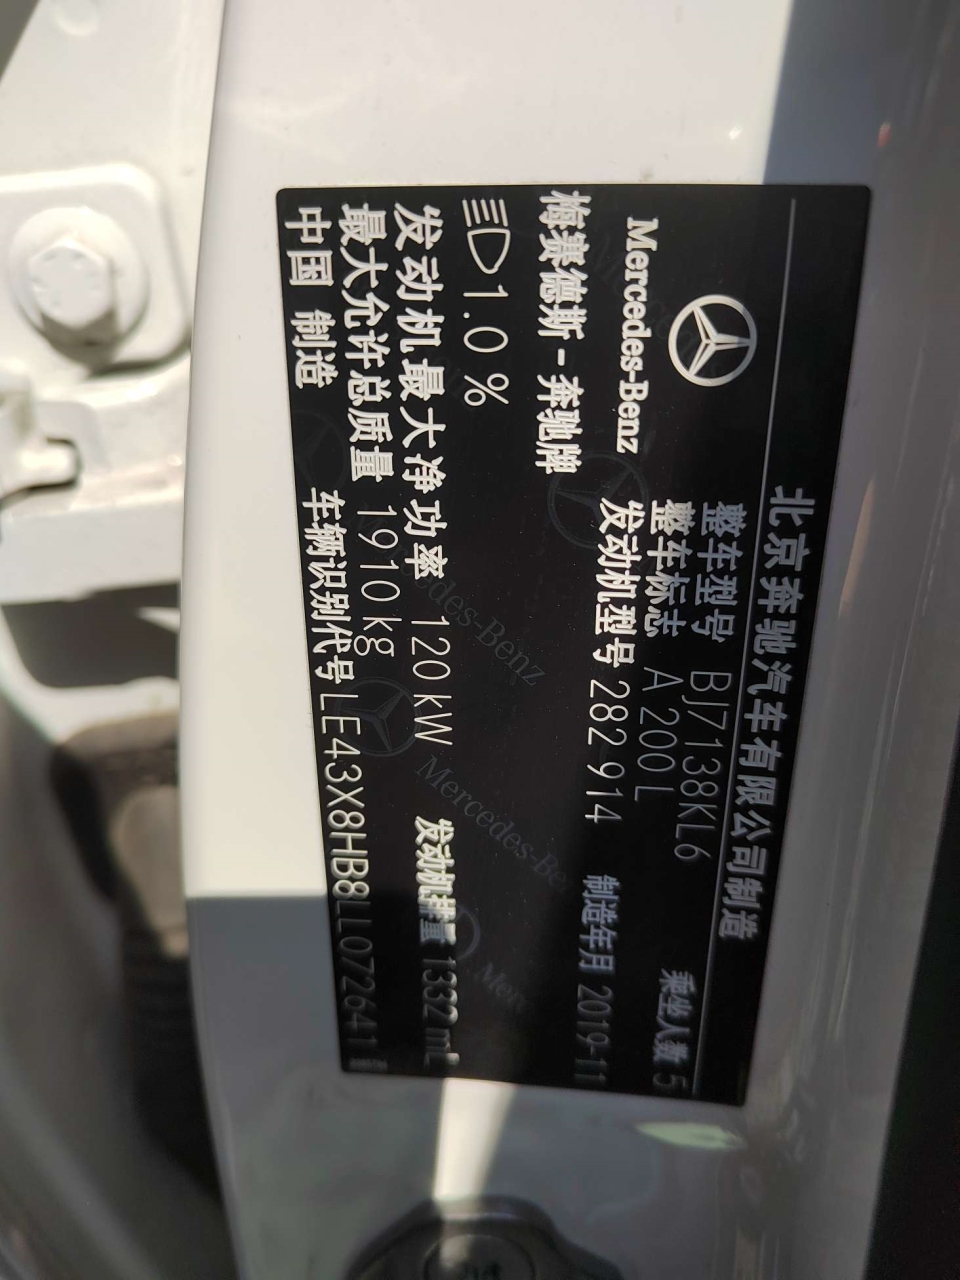 北京奔驰汽车有限公司制造
Mercedes-Benz
整车型号 BJ7138KL6 乘坐人数 5
整车标志 A 200 L
发动机型号 282 914 制造年月 2019-11
梅赛德斯-奔驰牌
1.0 %
发动机最大净功率 120 kW 发动机排量 1332 mL
最大允许总质量 1910 kg
中国 制造 车辆识别代号 LE43X8HB8LL072641
Mercedes-Benz